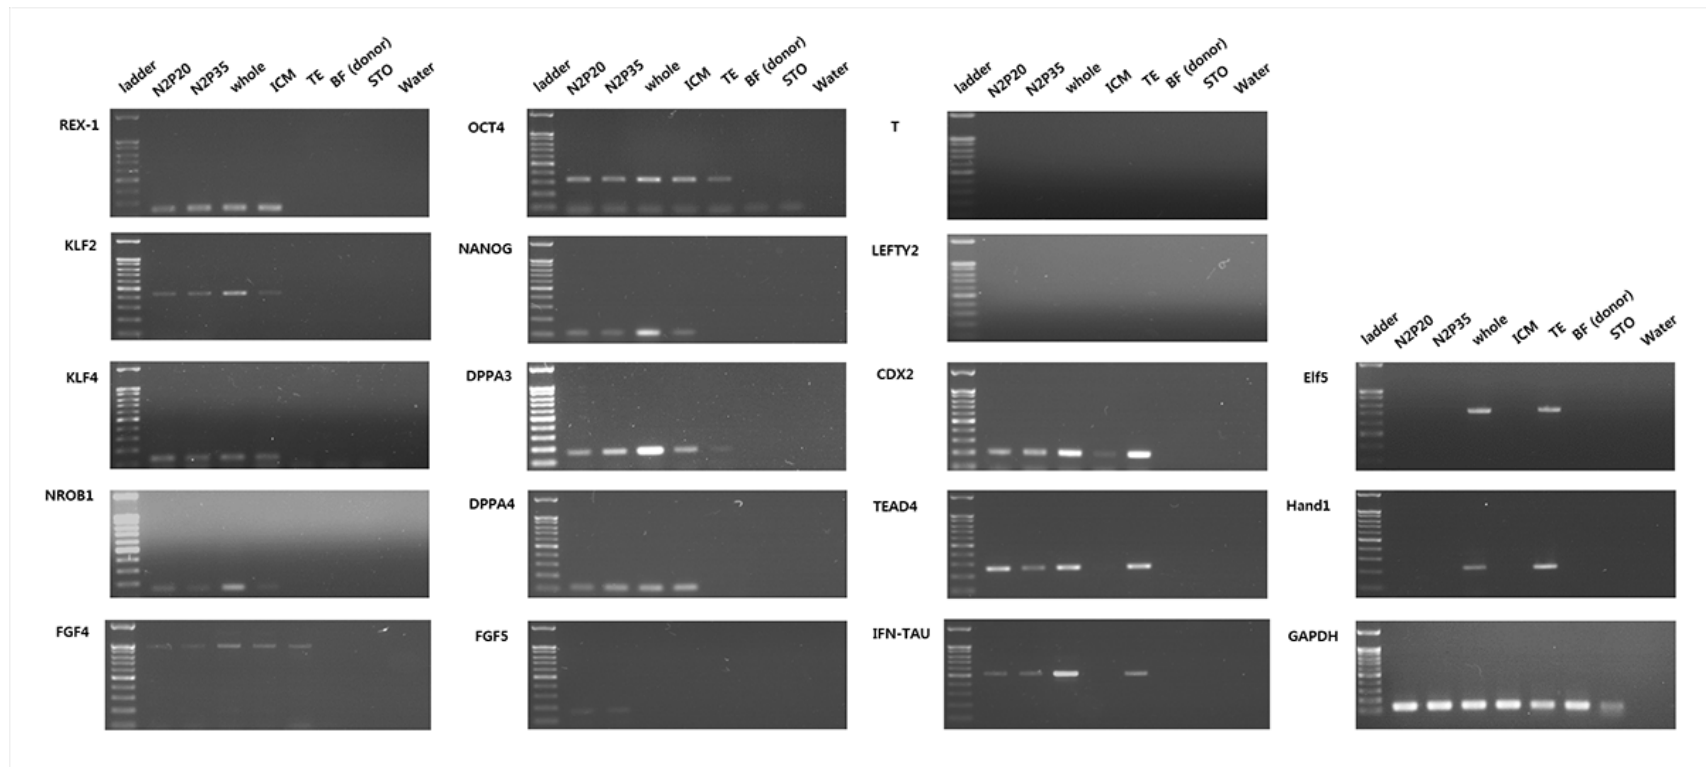 ladder N2P20 N2P35 whole ICM TE BF (donor) STO Water
REX-1
KLF2
KLF4
NROB1
FGF4
ladder N2P20 N2P35 whole ICM TE BF (donor) STO Water
OCT4
NANOG
DPPA3
DPPA4
FGF5
ladder N2P20 N2P35 whole ICM TE BF (donor) STO Water
T
LEFTY2
CDX2
TEAD4
IFN-TAU
ladder N2P20 N2P35 whole ICM TE BF (donor) STO Water
Elf5
Hand1
GAPDH